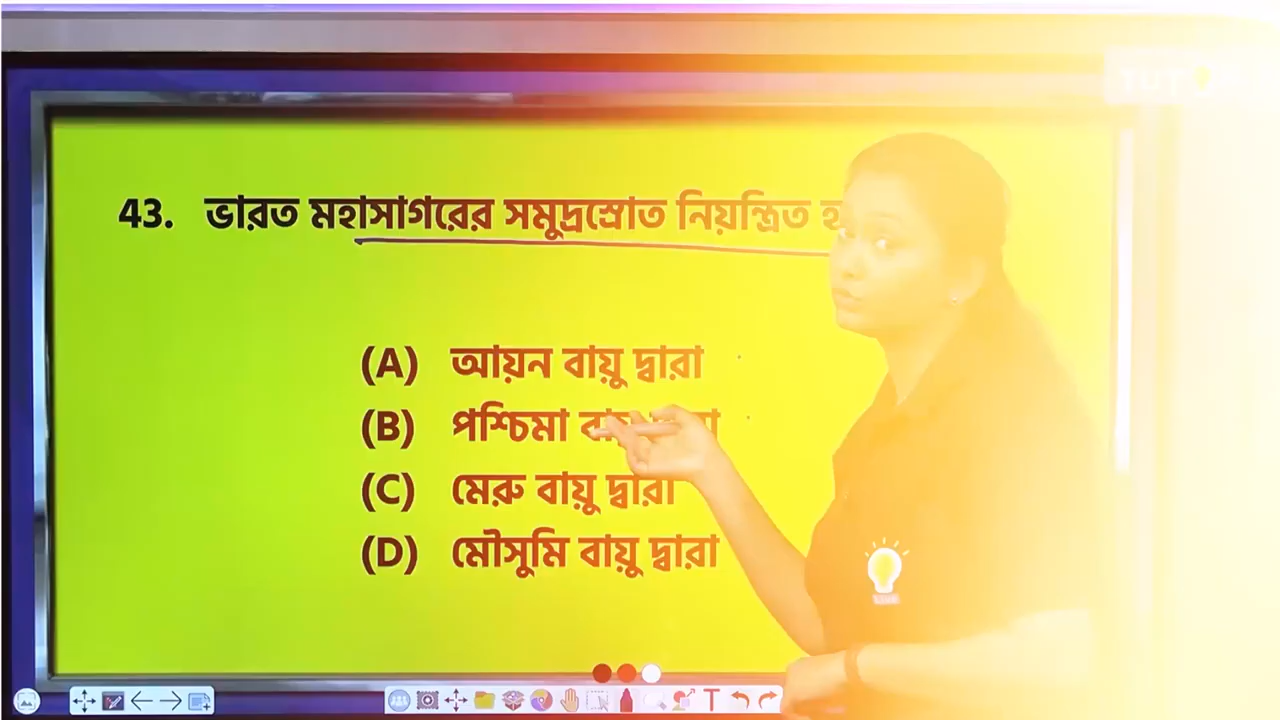 43. ভারত মহাসাগরের সমুদ্রস্রোত নিয়ন্ত্রিত
(A) আয়ন বায়ু দ্বারা
(B) পশ্চিমা
(C) মেরু বায়ু দ্বারা
(D) মৌসুমি বায়ু দ্বারা